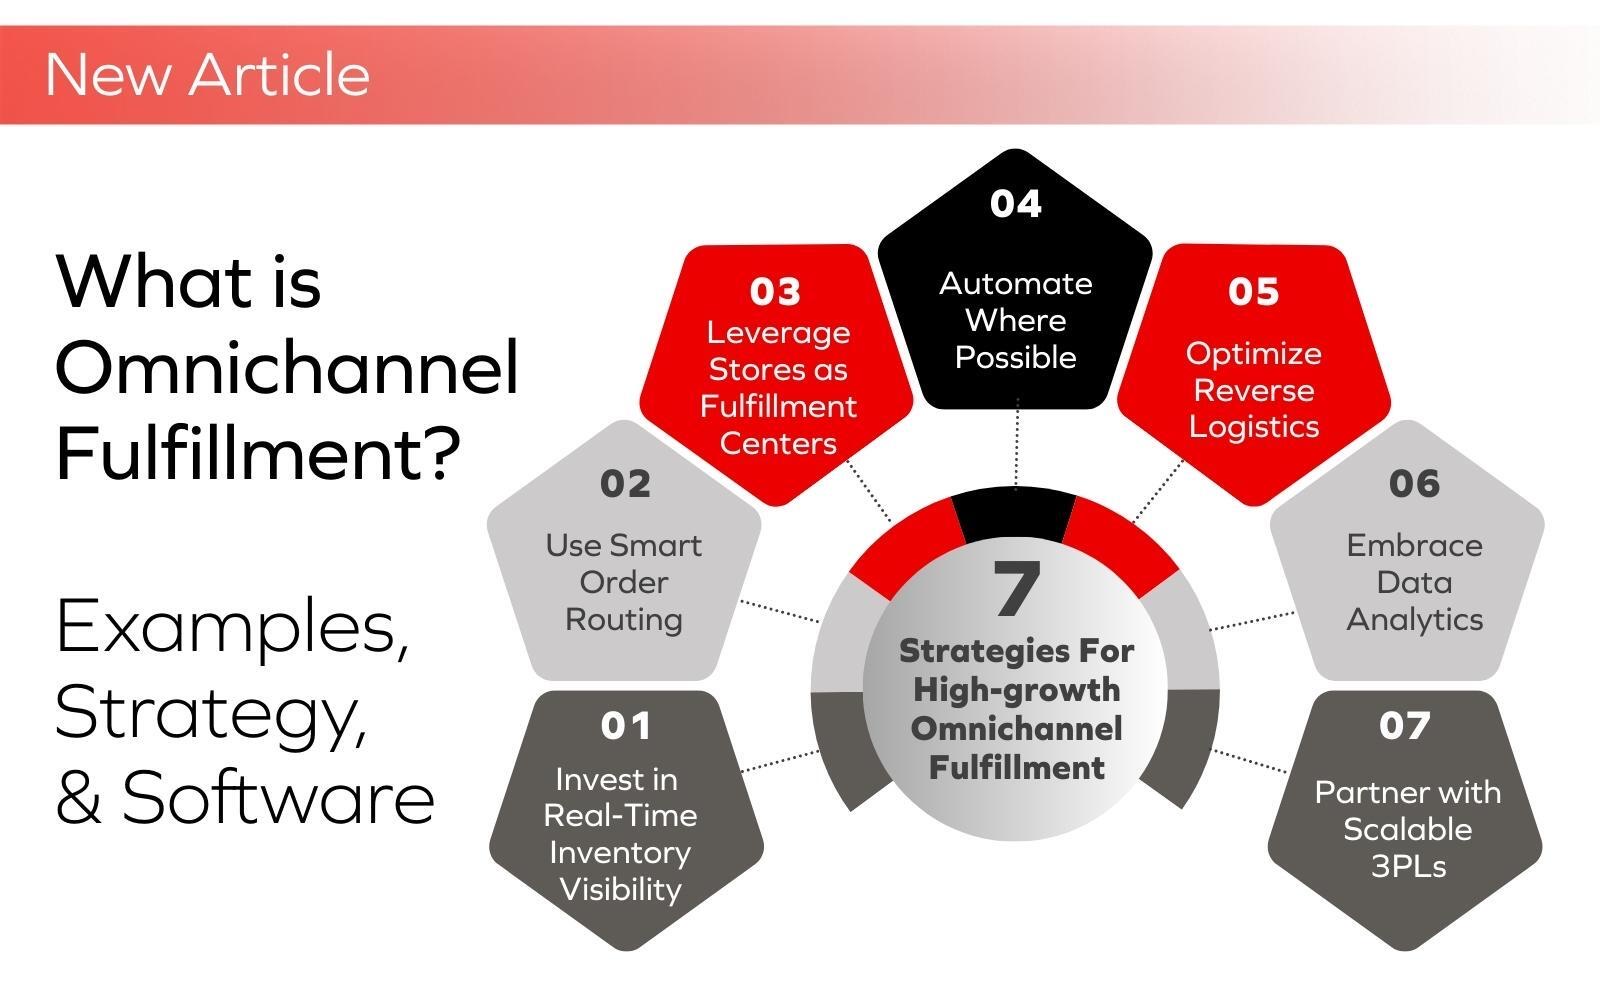 New Article
What is
Omnichannel
Fulfillment?
Examples,
Strategy,
& Software
01
Invest in
Real-Time
Inventory
Visibility
02
Use Smart
Order
Routing
03
Leverage
Stores as
Fulfillment
Centers
04
Automate
Where
Possible
05
Optimize
Reverse
Logistics
06
Embrace
Data
Analytics
07
Partner with
Scalable
3PLs
7
Strategies For
High-growth
Omnichannel
Fulfillment